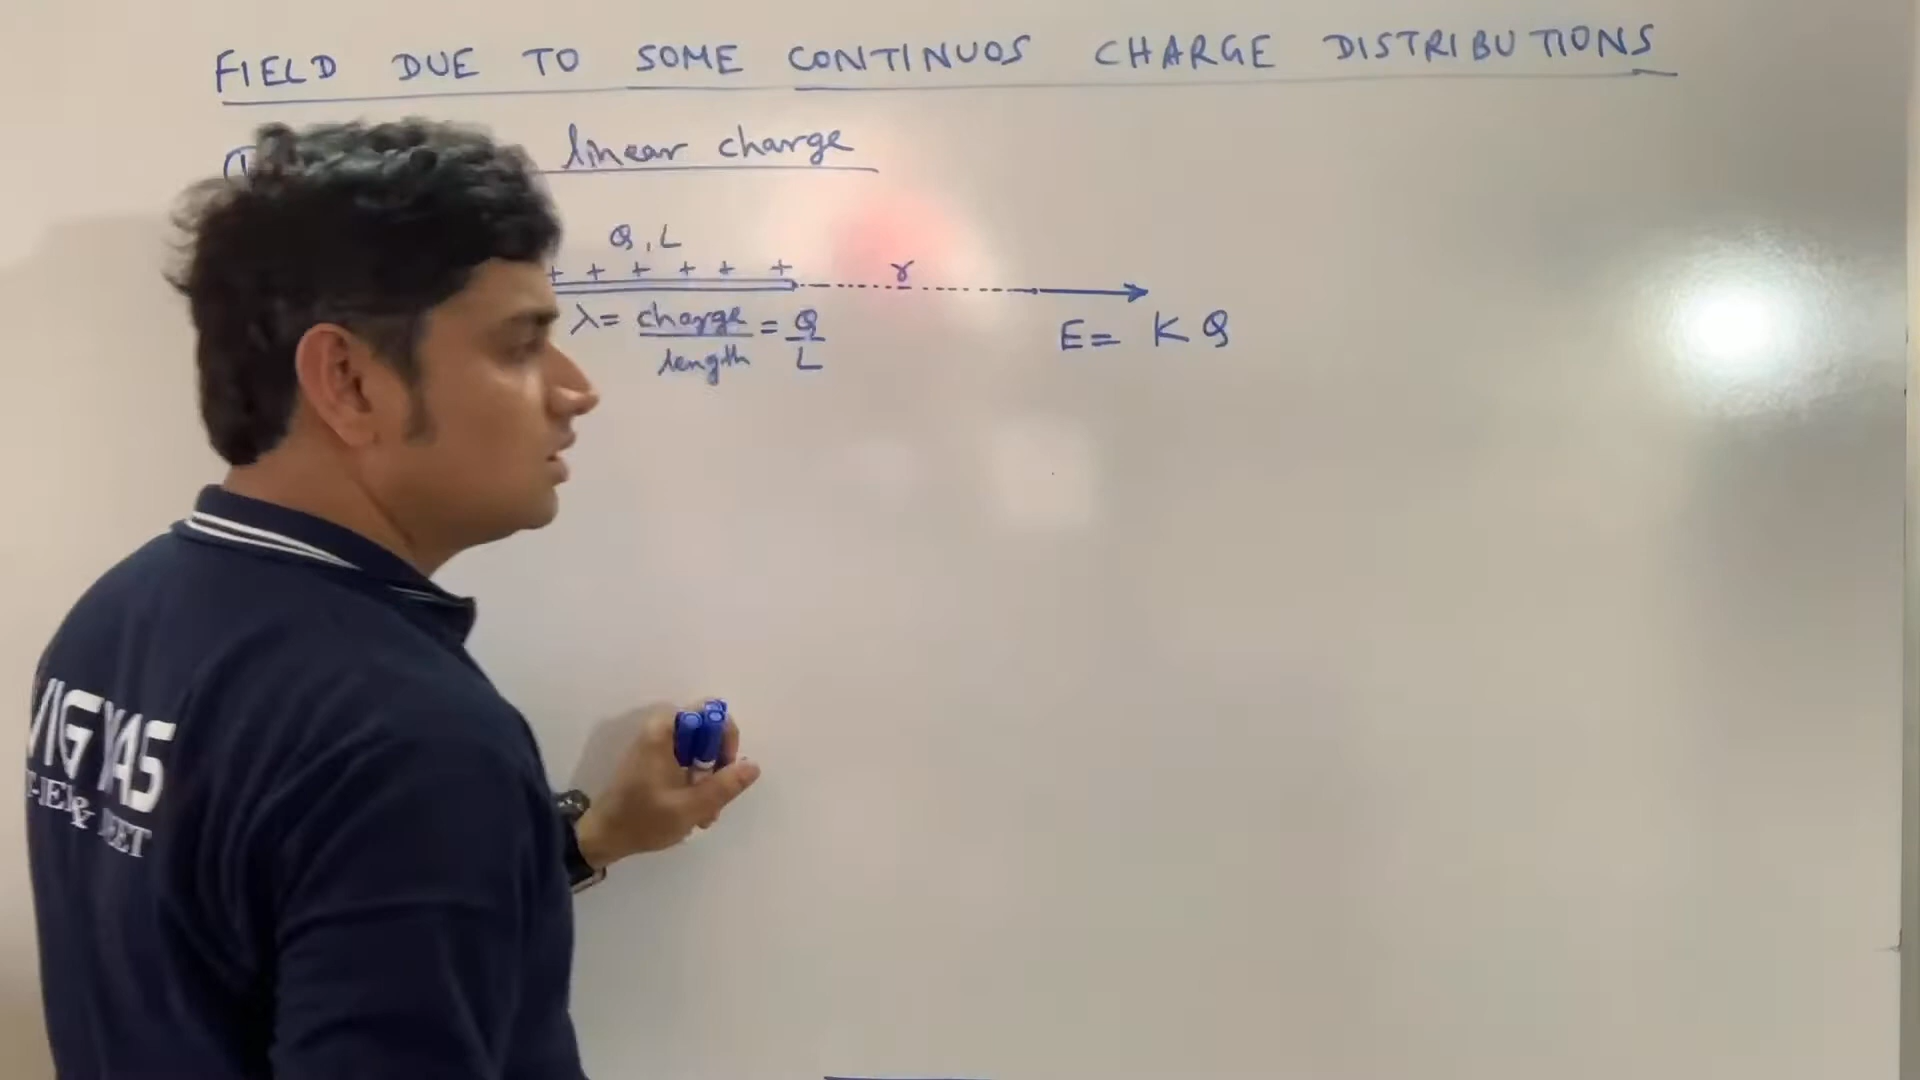 FIELD DUE TO SOME CONTINUOS CHARGE DISTRIBUTIONS
linear charge
Q, L
+ + + + + +
r
λ = charge/length = Q/L
E = K Q